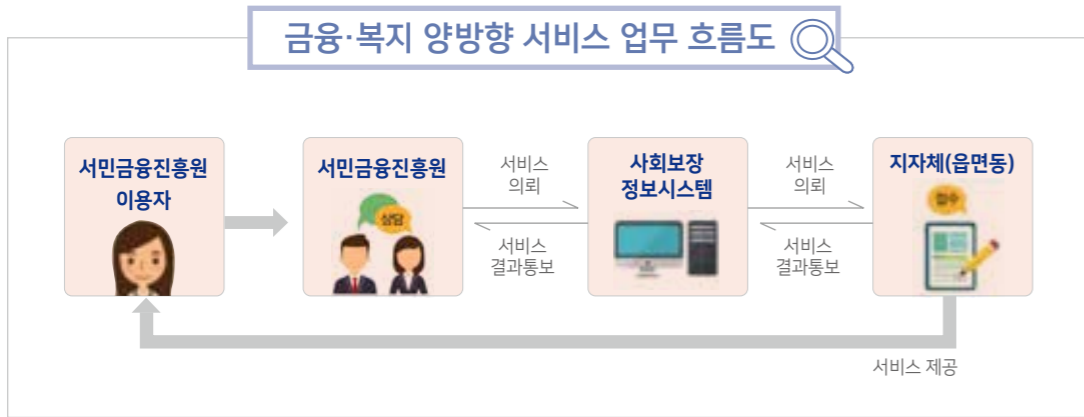 금융·복지 양방향 서비스 업무 흐름도
서민금융진흥원
이용자
서민금융진흥원
상담
서비스
의뢰
서비스
결과통보
사회보장
정보시스템
서비스
의뢰
서비스
결과통보
지자체(읍면동)
접수
서비스 제공